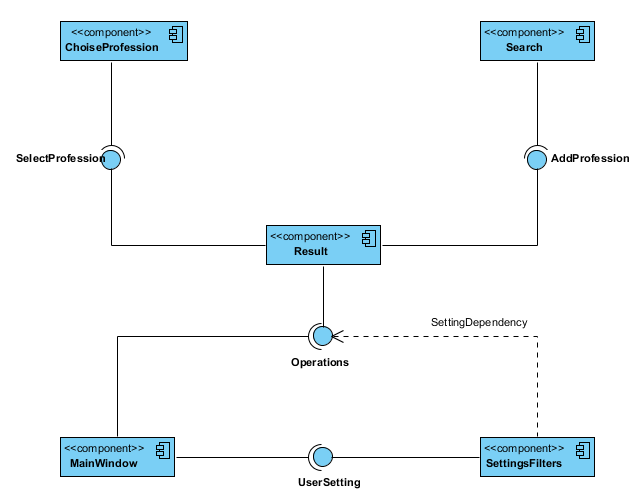 <<component>>
ChoiseProfession
<<component>>
Search
SelectProfession
AddProfession
<<component>>
Result
SettingDependency
Operations
<<component>>
MainWindow
<<component>>
SettingsFilters
UserSetting